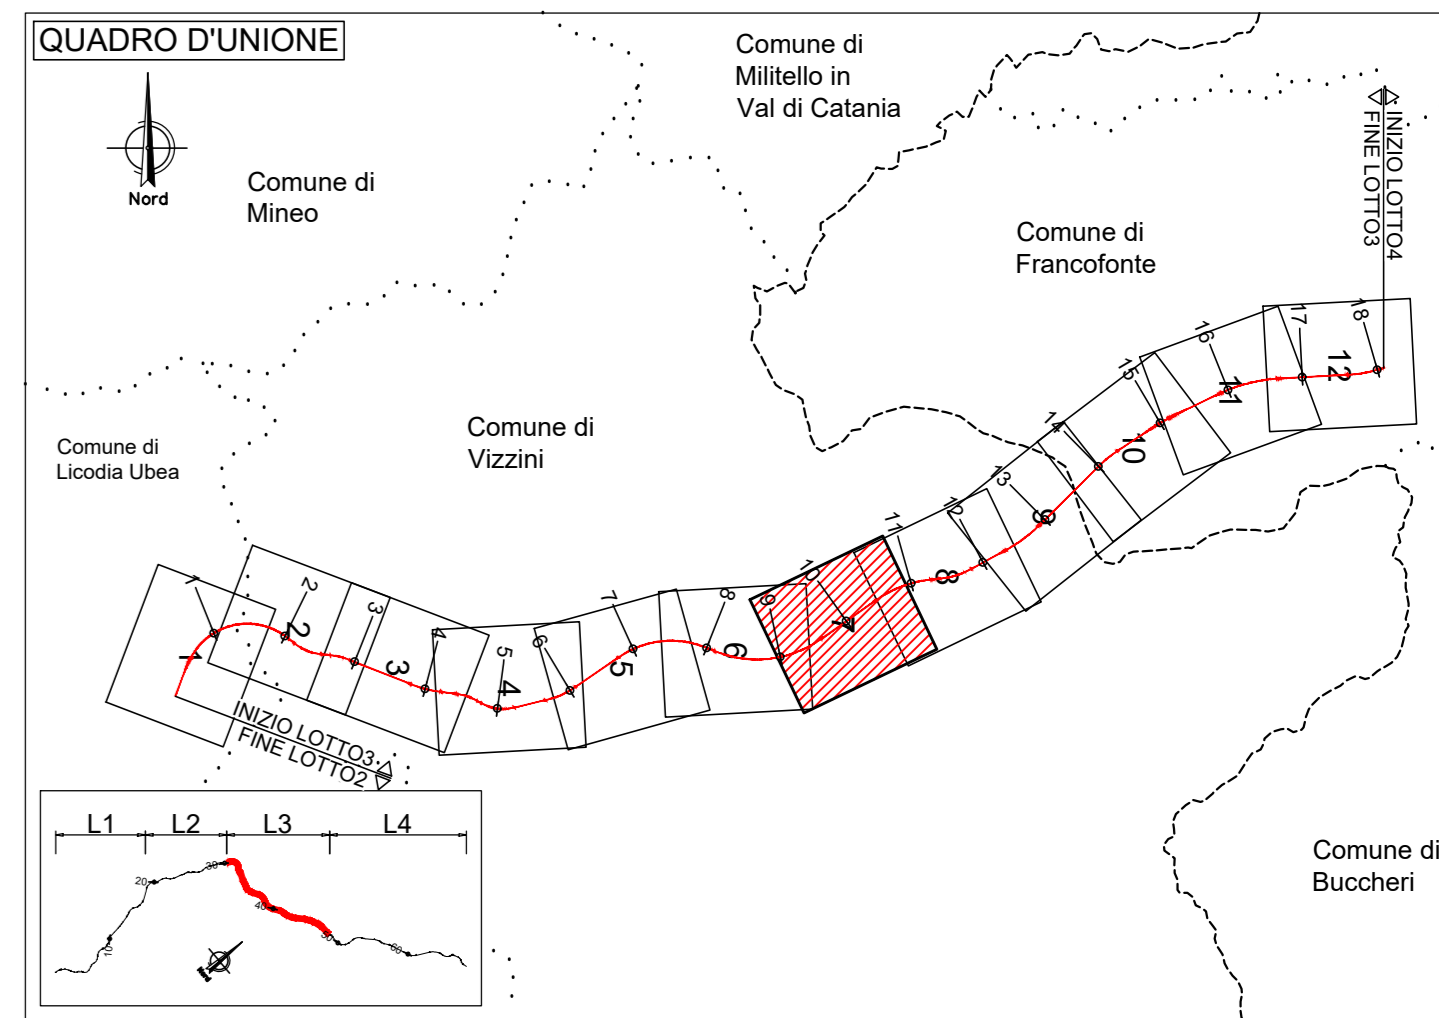 QUADRO D'UNIONE
Nord
Comune di
Mineo
Comune di
Militello in
Val di Catania
Comune di
Francofonte
INIZIO LOTTO4
FINE LOTTO3
Comune di
Licodia Ubea
Comune di
Vizzini
Comune di
Buccheri
1
2
3
4
5
6
7
8
9
10
11
12
13
14
15
16
17
18
1
2
3
4
5
6
7
8
9
10
11
12
INIZIO LOTTO3
FINE LOTTO2
L1
L2
L3
L4
10
20
30
40
50
60
Nord